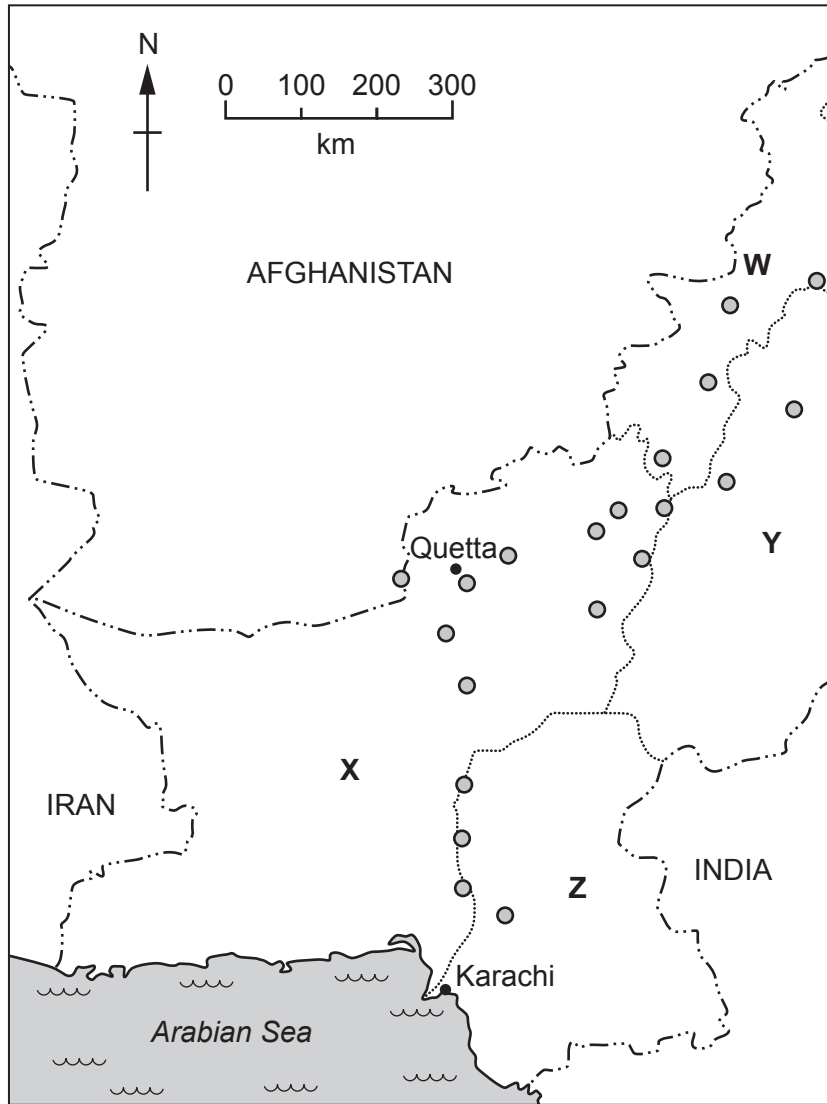 N
0 100 200 300
km
AFGHANISTAN
W
Quetta
Y
X
IRAN
Z
INDIA
Karachi
Arabian Sea